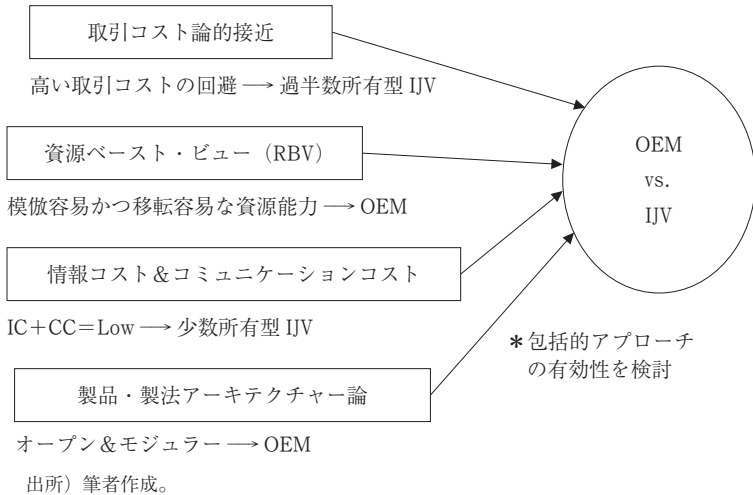 取引コスト論的接近
高い取引コストの回避 ⟶ 過半数所有型 IJV
資源ベースト・ビュー（RBV）
模倣容易かつ移転容易な資源能力 ⟶ OEM
情報コスト＆コミュニケーションコスト
IC＋CC＝Low ⟶ 少数所有型 IJV
製品・製法アーキテクチャー論
オープン＆モジュラー ⟶ OEM
OEM
vs.
IJV
＊包括的アプローチ
の有効性を検討
出所）筆者作成。